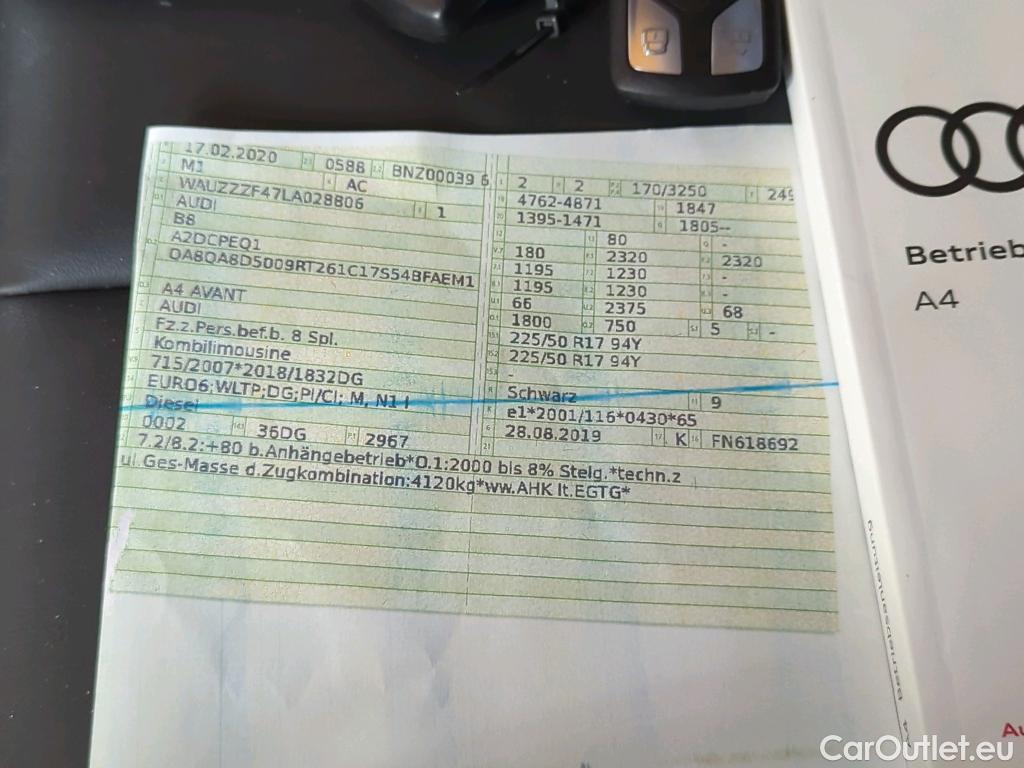 17.02.2020 0588 BNZ00039 6
M1 AC
WAUZZZF47LA028806 1
AUDI
B8
A2DCPEQ1
QA8QA8D5009RT261C17S54BFAEM1
A4 AVANT
AUDI
Fz.z.Pers.bef.b. 8 Spl.
Kombilimousine
715/2007*2018/1832DG
EURO6;WLTP;DG;PI/CI; M, N1 I
Diesel
0002 36DG 2967
2 2 170/3250 249
4762-4871 1847
1395-1471 1805--
80
180 2320 2320
1195 1230 -
1195 1230 -
66 2375 68
1800 750 5 -
225/50 R17 94Y
225/50 R17 94Y
-
Schwarz 9
e1*2001/116*0430*65
28.08.2019 K FN618692
7.2/8.2:+80 b.Anhängebetrieb*O.1:2000 bis 8% Steig.*techn.z
ul.Ges-Masse d.Zugkombination:4120kg*ww.AHK lt.EGTG*
Betrieb
A4
Au
CarOutlet.eu